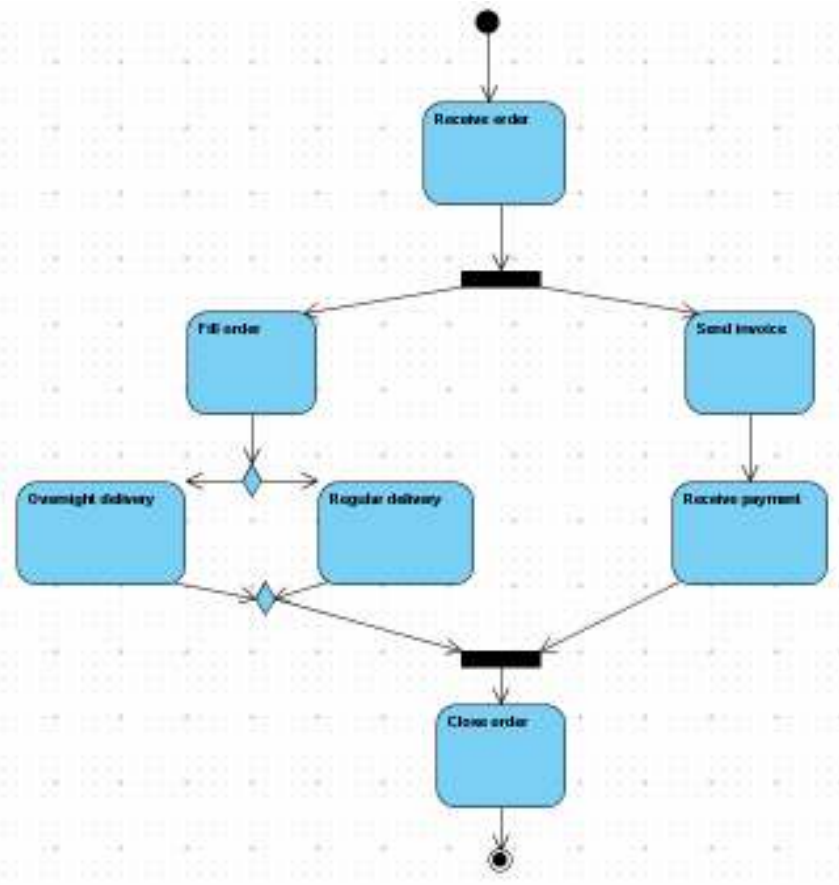 Receive order
Fill order
Send invoice
Overnight delivery
Regular delivery
Receive payment
Close order